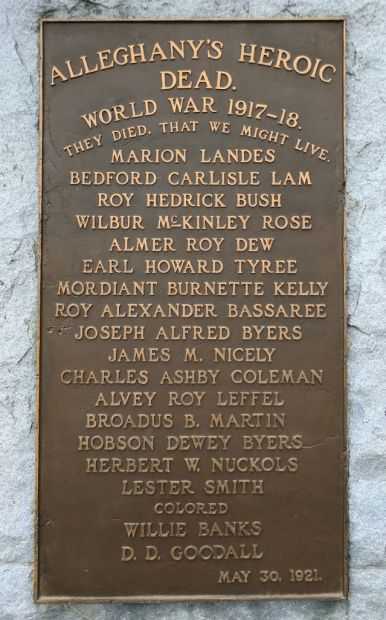 ALLEGHANY'S HEROIC
DEAD.
WORLD WAR 1917-18.
THEY DIED, THAT WE MIGHT LIVE.
MARION LANDES
BEDFORD CARLISLE LAM
ROY HEDRICK BUSH
WILBUR McKINLEY ROSE
ALMER ROY DEW
EARL HOWARD TYREE
MORDIANT BURNETTE KELLY
ROY ALEXANDER BASSAREE
JOSEPH ALFRED BYERS
JAMES M. NICELY
CHARLES ASHBY COLEMAN
ALVEY ROY LEFFEL
BROADUS B. MARTIN
HOBSON DEWEY BYERS
HERBERT W. NUCKOLS
LESTER SMITH
COLORED
WILLIE BANKS
D. D. GOODALL
MAY 30, 1921.